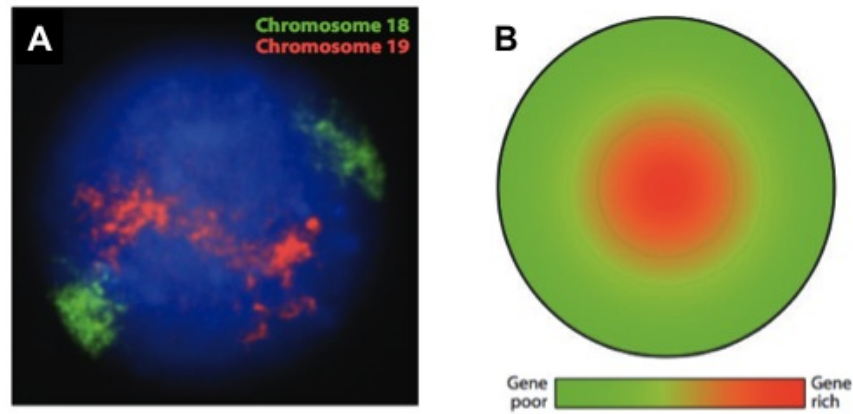 A
Chromosome 18
Chromosome 19
B
Gene poor
Gene rich